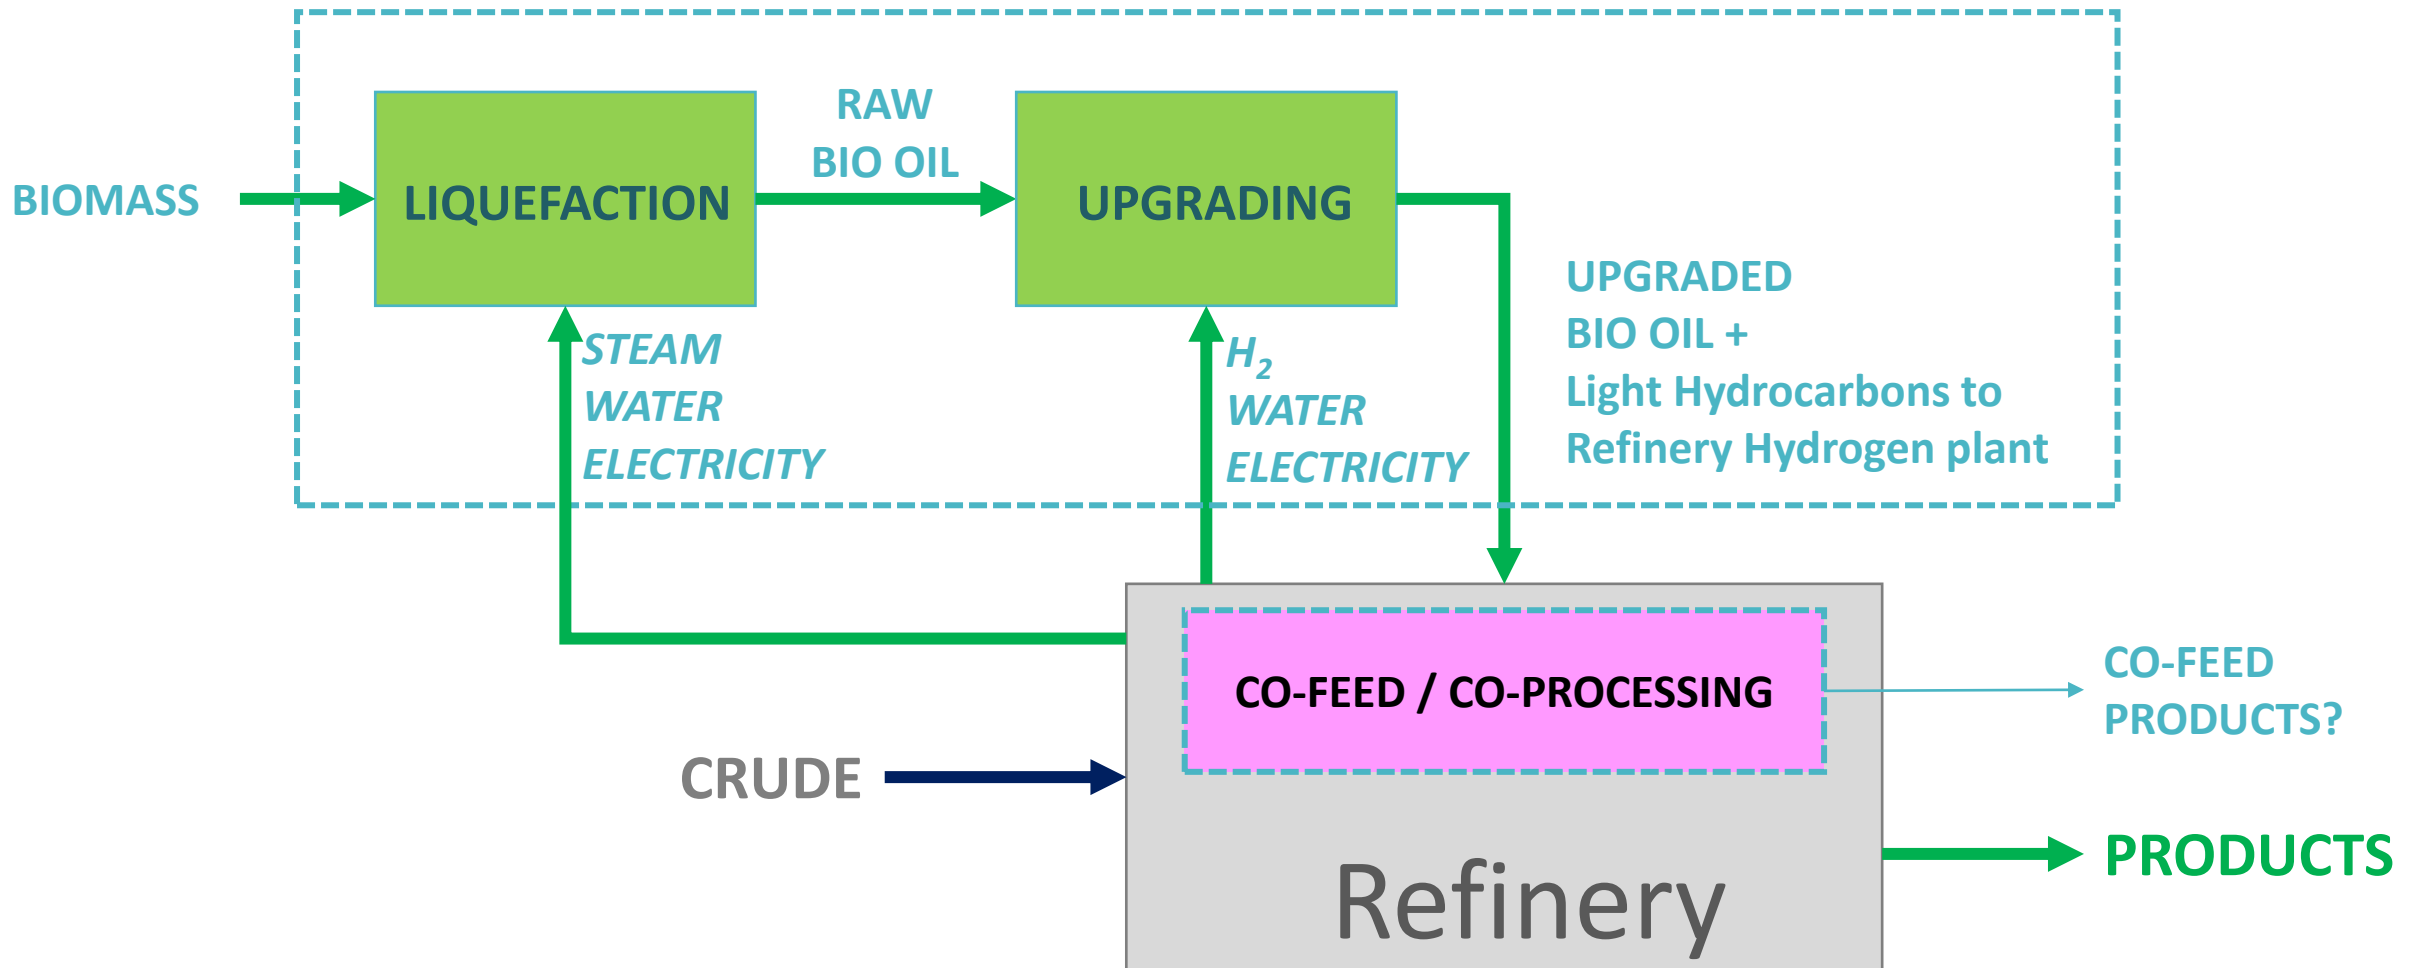 RAW
BIO OIL
BIOMASS
LIQUEFACTION
UPGRADING
STEAM
WATER
ELECTRICITY
H₂
WATER
ELECTRICITY
UPGRADED
BIO OIL +
Light Hydrocarbons to
Refinery Hydrogen plant
CO-FEED / CO-PROCESSING
CO-FEED
PRODUCTS?
CRUDE
PRODUCTS
Refinery